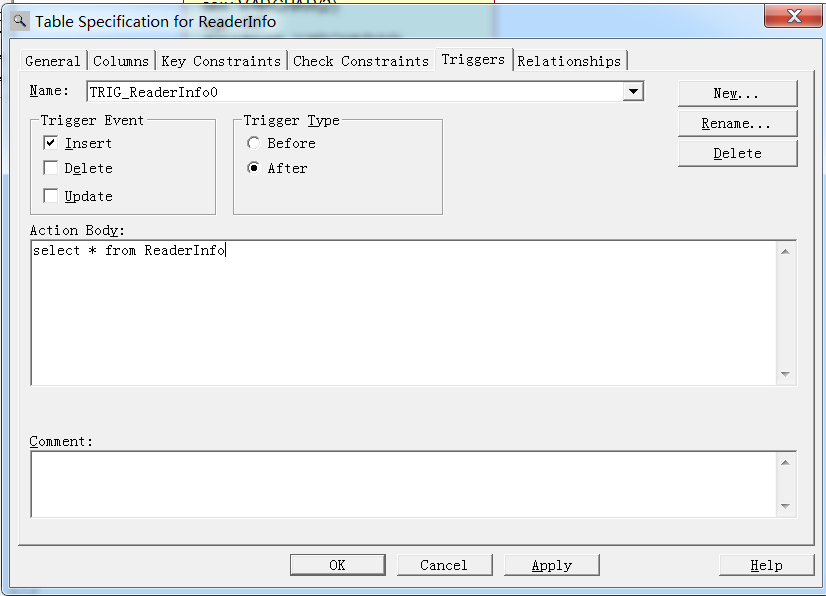 Table Specification for ReaderInfo
General Columns Key Constraints Check Constraints Triggers Relationships
Name: TRIG_ReaderInfo0 New...
Rename...
Delete
Trigger Event Trigger Type
Insert Before
Delete After
Update
Action Body:
select * from ReaderInfo
Comment:
OK Cancel Apply Help